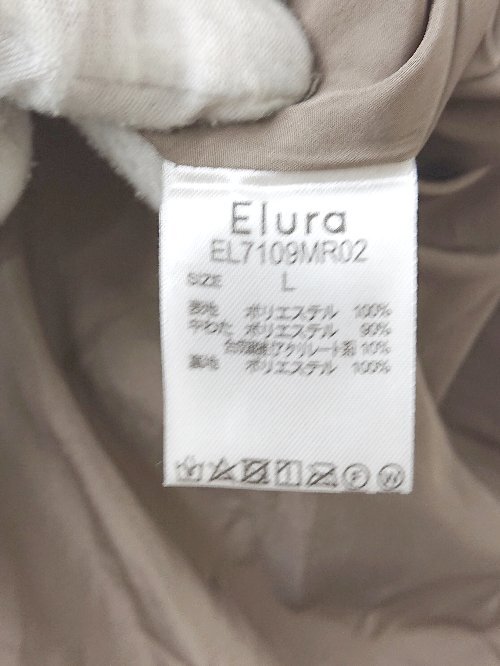 Elura
EL7109MR02
SIZE L
表地 ポリエステル 100%
中わた ポリエステル 90%
合成繊維(アクリレート系) 10%
裏地 ポリエステル 100%
F W